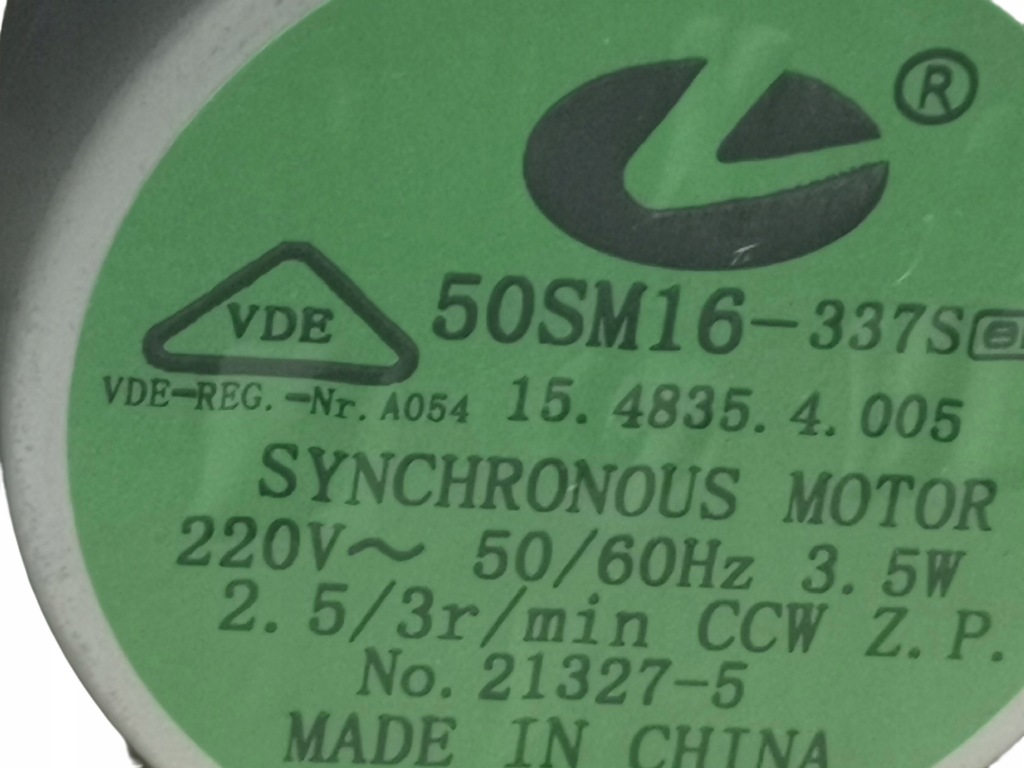 ®
VDE
50SM16-337S
VDE-REG.-Nr. A054 15.4835.4.005
SYNCHRONOUS MOTOR
220V~ 50/60Hz 3.5W
2.5/3r/min CCW Z.P.
No. 21327-5
MADE IN CHINA